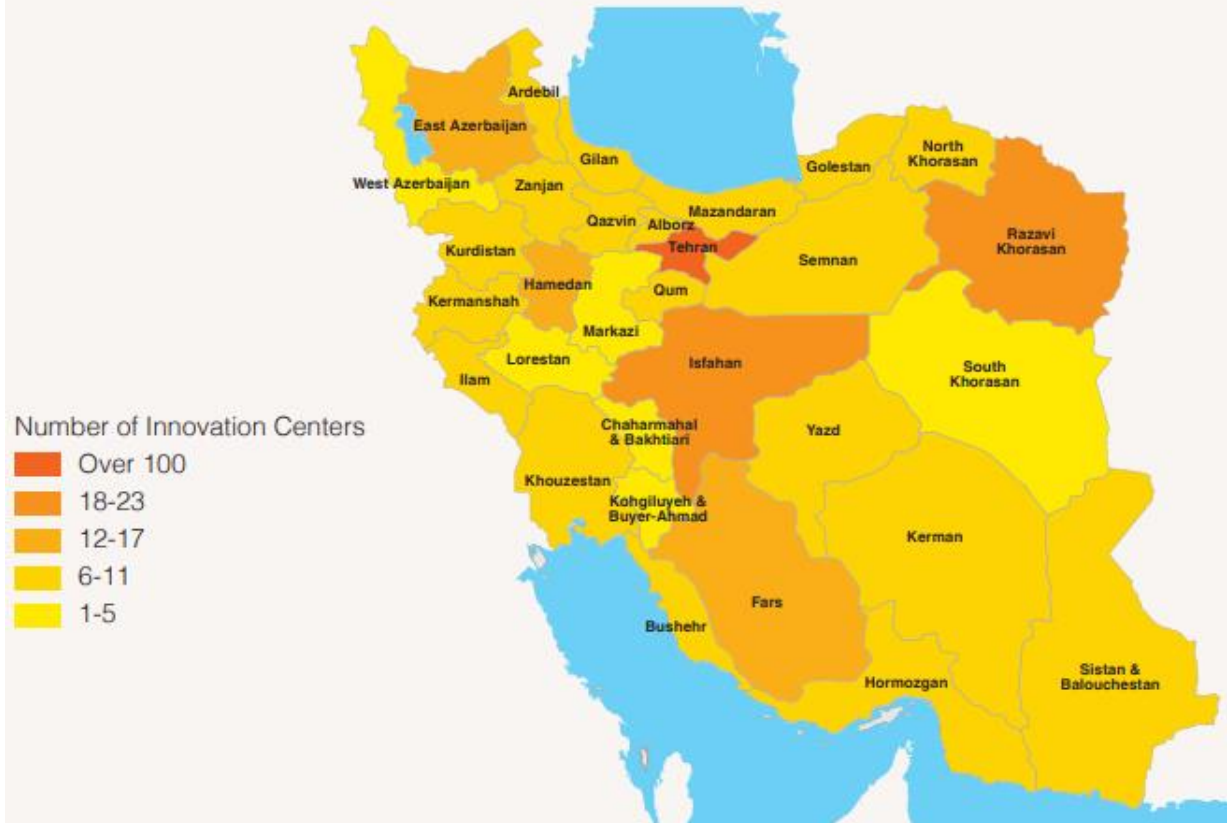 Ardebil
East Azerbaijan
Gilan
Golestan
North
Khorasan
West Azerbaijan
Zanjan
Mazandaran
Qazvin
Alborz
Tehran
Razavi
Khorasan
Kurdistan
Semnan
Hamedan
Qum
Kermanshah
Markazi
Lorestan
Isfahan
South
Khorasan
Ilam
Chaharmahal
& Bakhtiari
Yazd
Khouzestan
Kohgiluyeh &
Buyer-Ahmad
Kerman
Fars
Bushehr
Hormozgan
Sistan &
Balouchestan
Number of Innovation Centers
Over 100
18-23
12-17
6-11
1-5